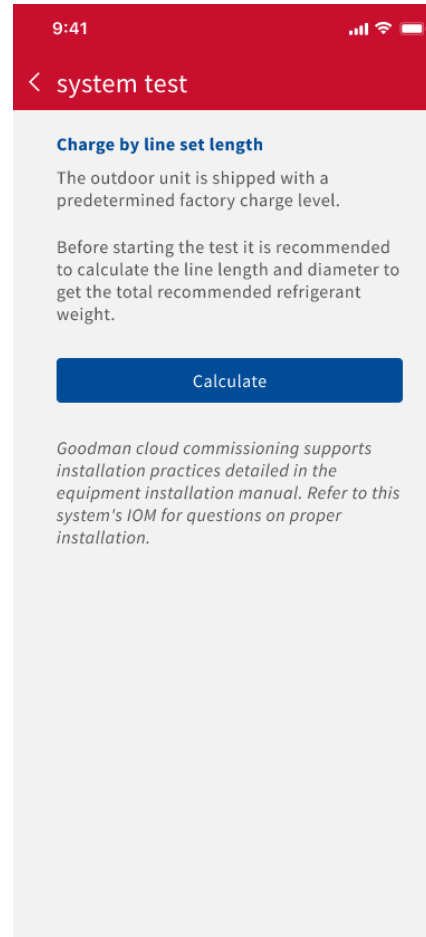 9:41
system test
Charge by line set length
The outdoor unit is shipped with a
predetermined factory charge level.
Before starting the test it is recommended
to calculate the line length and diameter to
get the total recommended refrigerant
weight.
Calculate
Goodman cloud commissioning supports
installation practices detailed in the
equipment installation manual. Refer to this
system's IOM for questions on proper
installation.